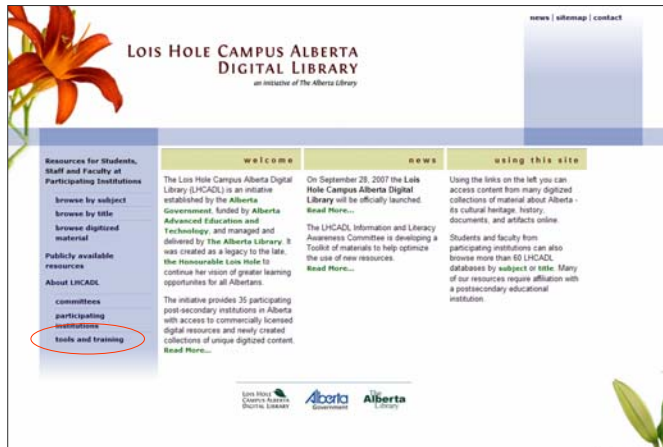 news | sitemap | contact
LOIS HOLE CAMPUS ALBERTA
DIGITAL LIBRARY
an initiative of The Alberta Library
Resources for Students,
Staff and Faculty at
Participating Institutions
browse by subject
browse by title
browse digitized
material
Publicly available
resources
About LHCADL
committees
participating
institutions
tools and training
welcome
The Lois Hole Campus Alberta Digital
Library (LHCADL) is an initiative
established by the Alberta
Government, funded by Alberta
Advanced Education and
Technology, and managed and
delivered by The Alberta Library. It
was created as a legacy to the late,
the Honourable Lois Hole to
continue her vision of greater learning
opportunites for all Albertans.
The initiative provides 35 participating
post-secondary institutions in Alberta
with access to commercially licensed
digital resources and newly created
collections of unique digitized content.
Read More...
news
On September 28, 2007 the Lois
Hole Campus Alberta Digital
Library will be officially launched.
Read More...
The LHCADL Information and Literacy
Awareness Committee is developing a
Toolkit of materials to help optimize
the use of new resources.
Read More...
using this site
Using the links on the left you can
access content from many digitized
collections of material about Alberta -
its cultural heritage, history,
documents, and artifacts online.
Students and faculty from
participating institutions can also
browse more than 60 LHCADL
databases by subject or title. Many
of our resources require affiliation with
a postsecondary educational
institution.
LOIS HOLE
CAMPUS ALBERTA
DIGITAL LIBRARY
Alberta
Government
The
Alberta
Library